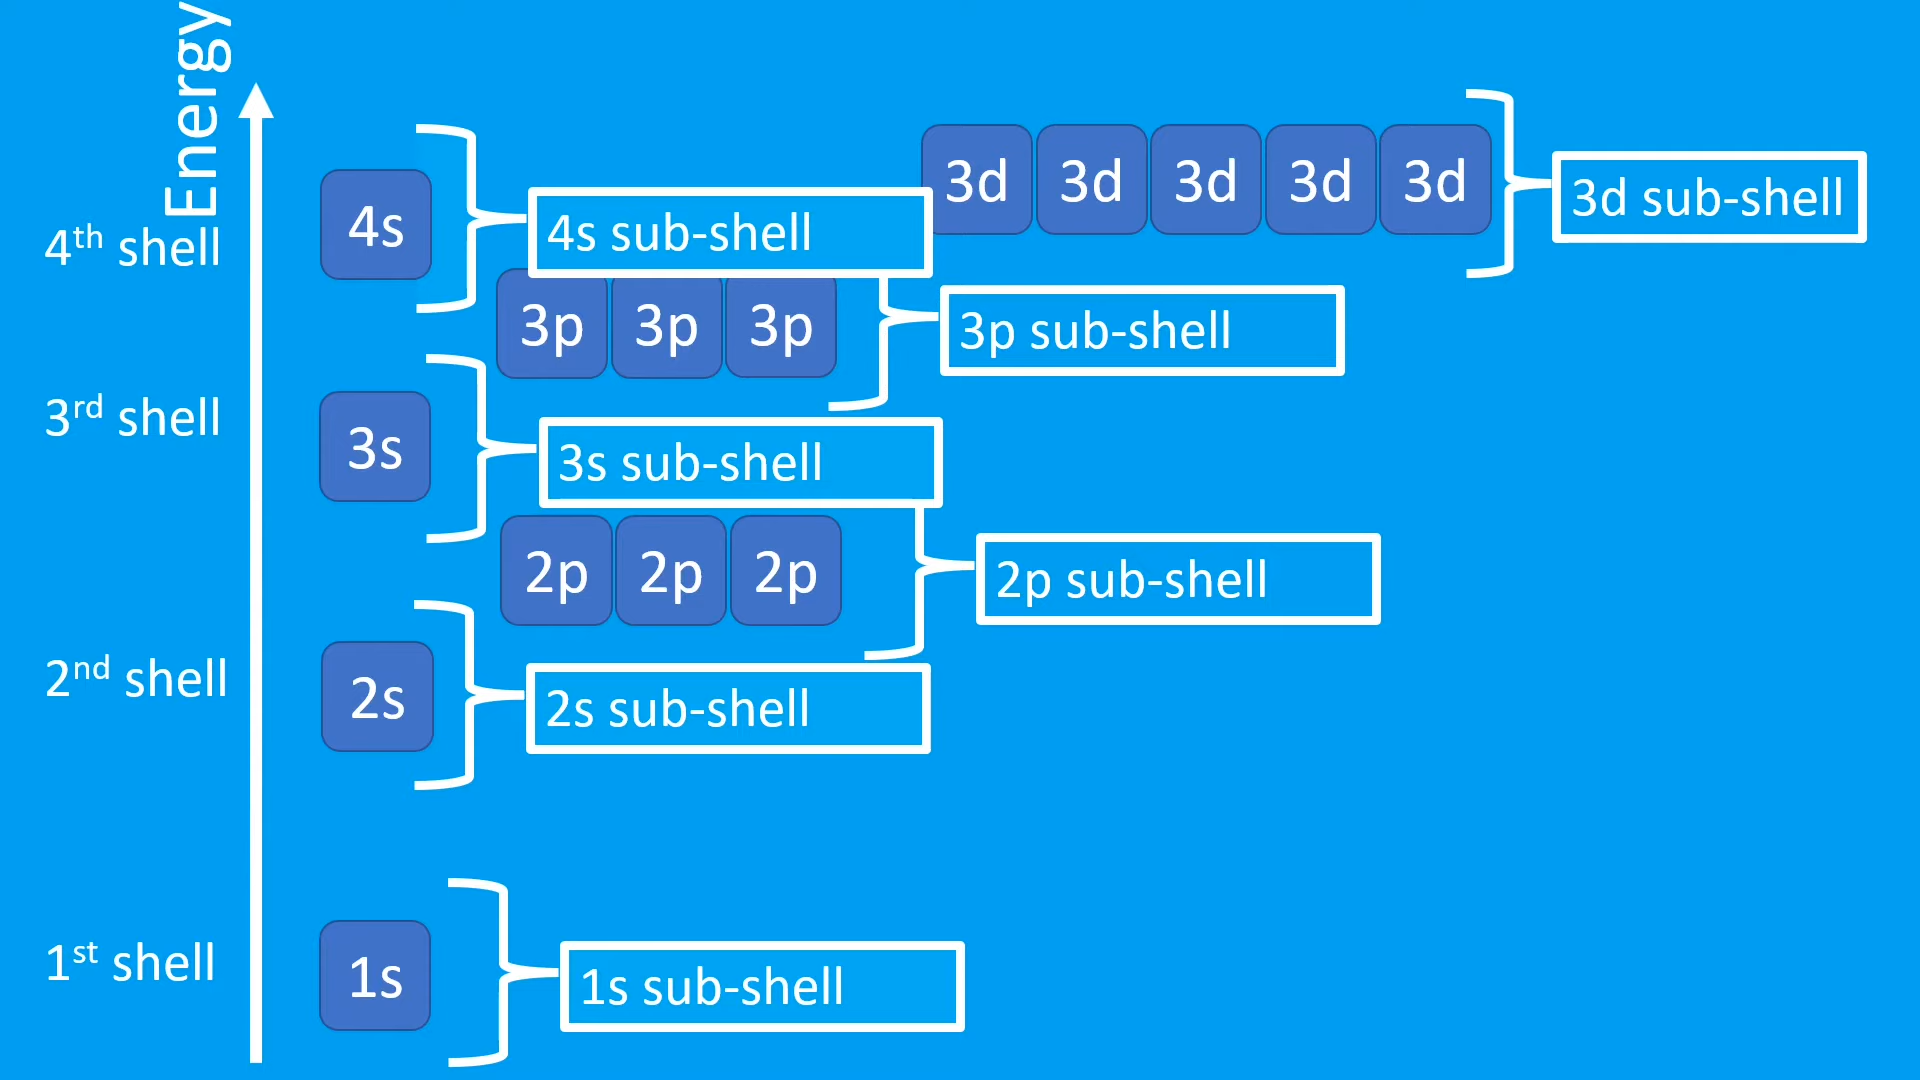 Energy
4th shell
4s
4s sub-shell
3d 3d 3d 3d 3d
3d sub-shell
3p 3p 3p
3p sub-shell
3rd shell
3s
3s sub-shell
2p 2p 2p
2p sub-shell
2nd shell
2s
2s sub-shell
1st shell
1s
1s sub-shell